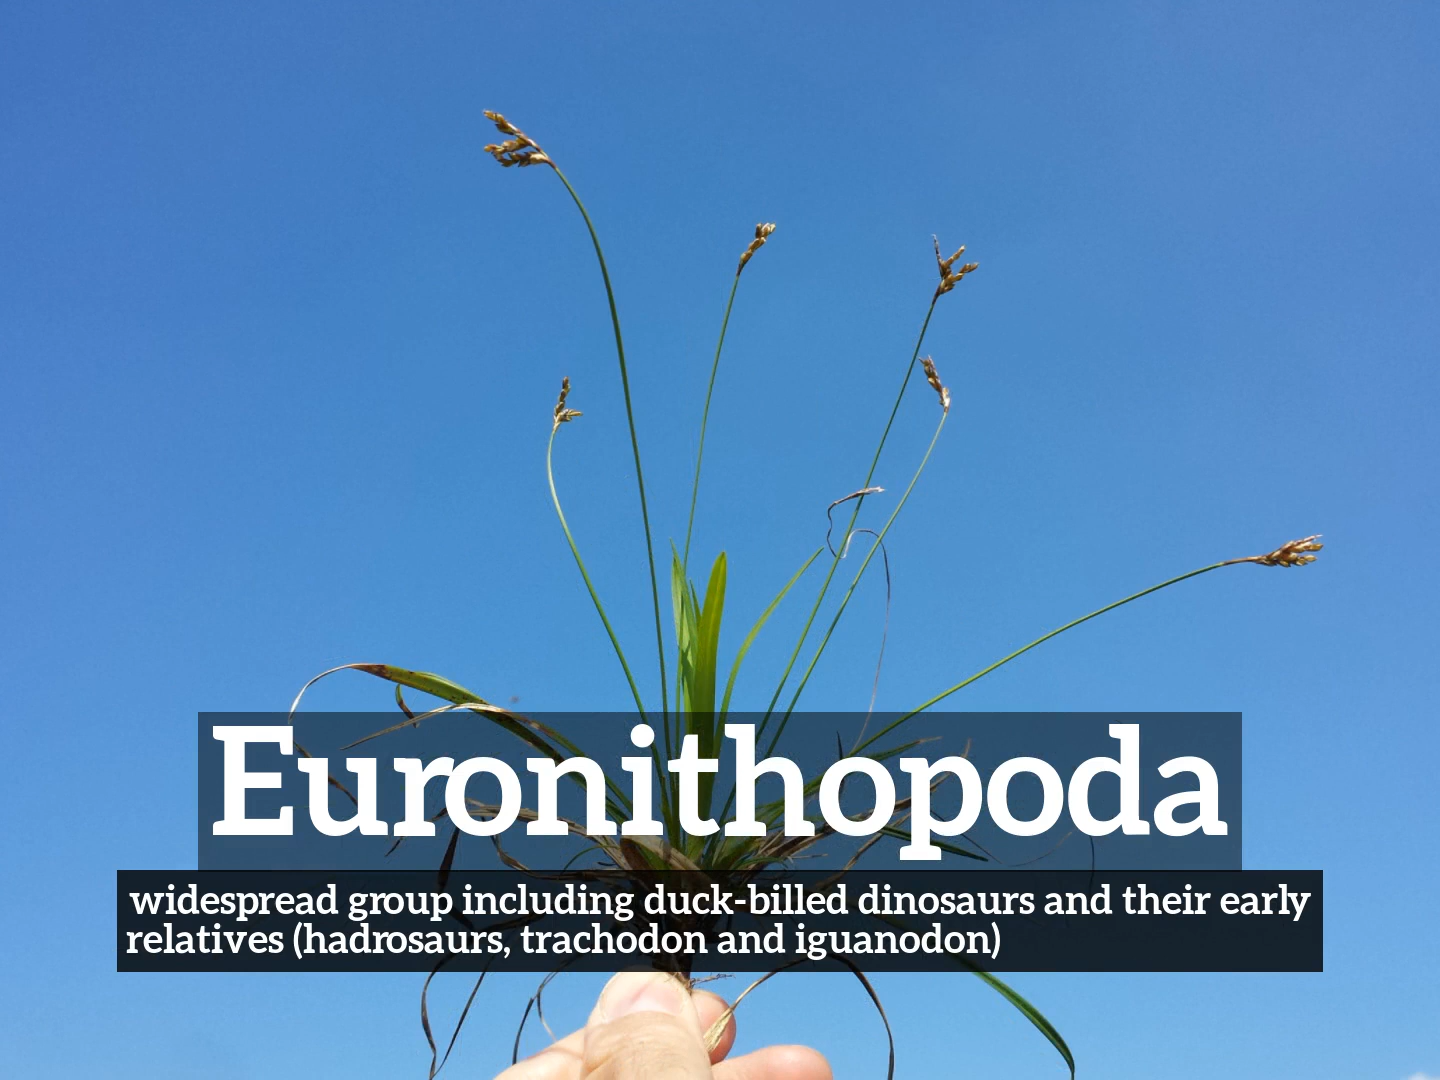 Euronithopoda
widespread group including duck-billed dinosaurs and their early
relatives (hadrosaurs, trachodon and iguanodon)